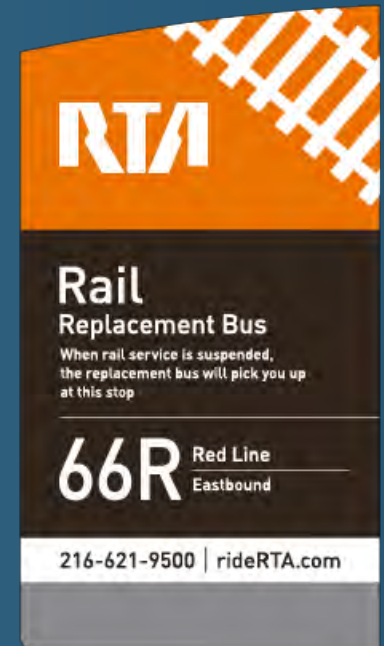 RTA
Rail
Replacement Bus
When rail service is suspended,
the replacement bus will pick you up
at this stop
66R
Red Line
Eastbound
216-621-9500 | rideRTA.com